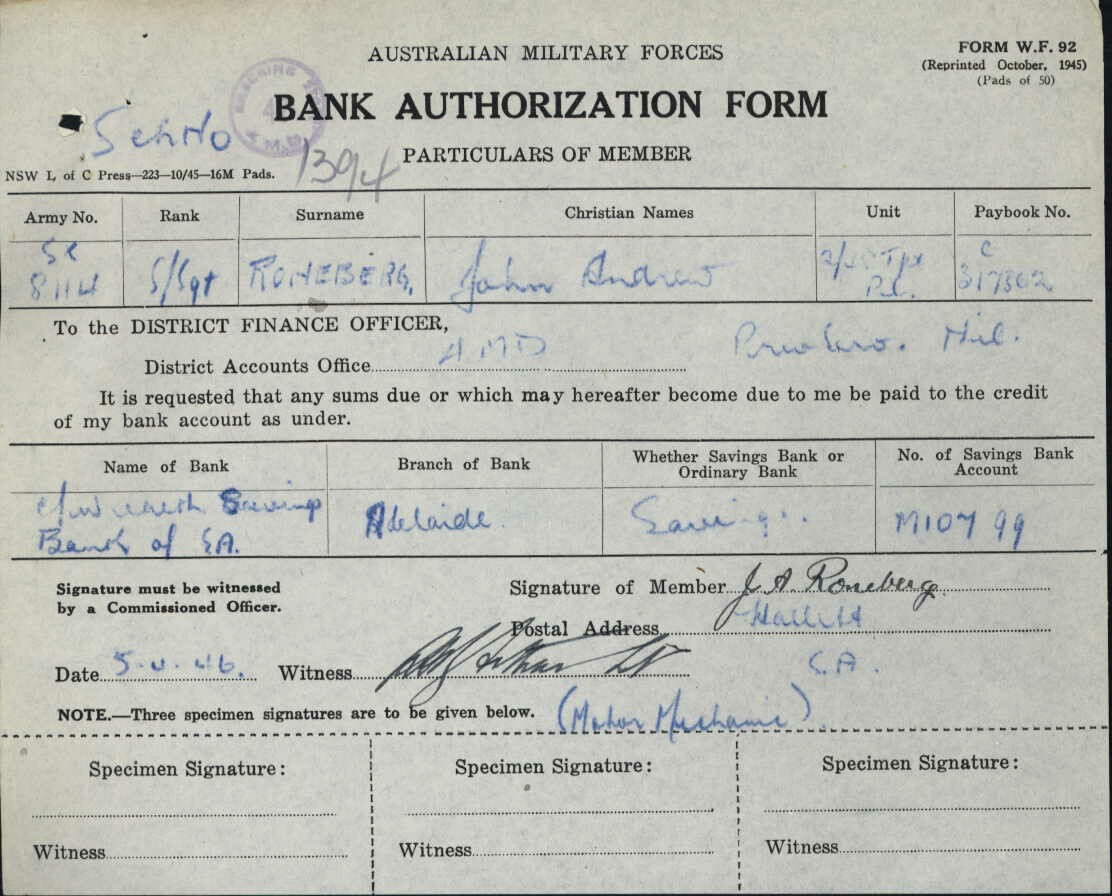 AUSTRALIAN MILITARY FORCES
FORM W.F. 92
(Reprinted October, 1945)
(Pads of 50)
BANK AUTHORIZATION FORM
1394
PARTICULARS OF MEMBER
NSW L of C Press—223—10/45—16M Pads.
Army No. Rank Surname Christian Names Unit Paybook No.
SX 8114 S/Sgt RONEBERG, John Andrew 317362
To the DISTRICT FINANCE OFFICER,
District Accounts Office 4 MD Nil.
It is requested that any sums due or which may hereafter become due to me be paid to the credit
of my bank account as under.
Name of Bank Branch of Bank Whether Savings Bank or Ordinary Bank No. of Savings Bank Account
Savings Bank of S.A. Adelaide. Savings. M107 99
Signature must be witnessed
by a Commissioned Officer.
Signature of Member J. A. Roneberg
Postal Address Hallett
S.A.
Date 5.4.46. Witness Lt
NOTE.—Three specimen signatures are to be given below. (Motor Mechanic).
Specimen Signature: Specimen Signature: Specimen Signature:
Witness Witness Witness